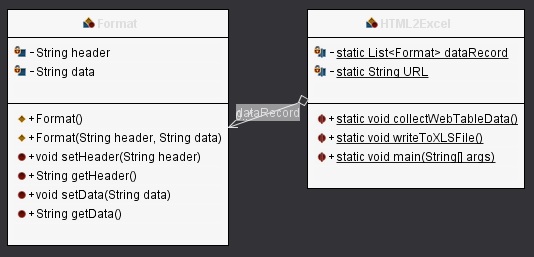 Format
- String header
- String data
+ Format()
+ Format(String header, String data)
+ void setHeader(String header)
+ String getHeader()
+ void setData(String data)
+ String getData()
dataRecord
HTML2Excel
- static List<Format> dataRecord
- static String URL
+ static void collectWebTableData()
+ static void writeToXLSFile()
+ static void main(String[] args)